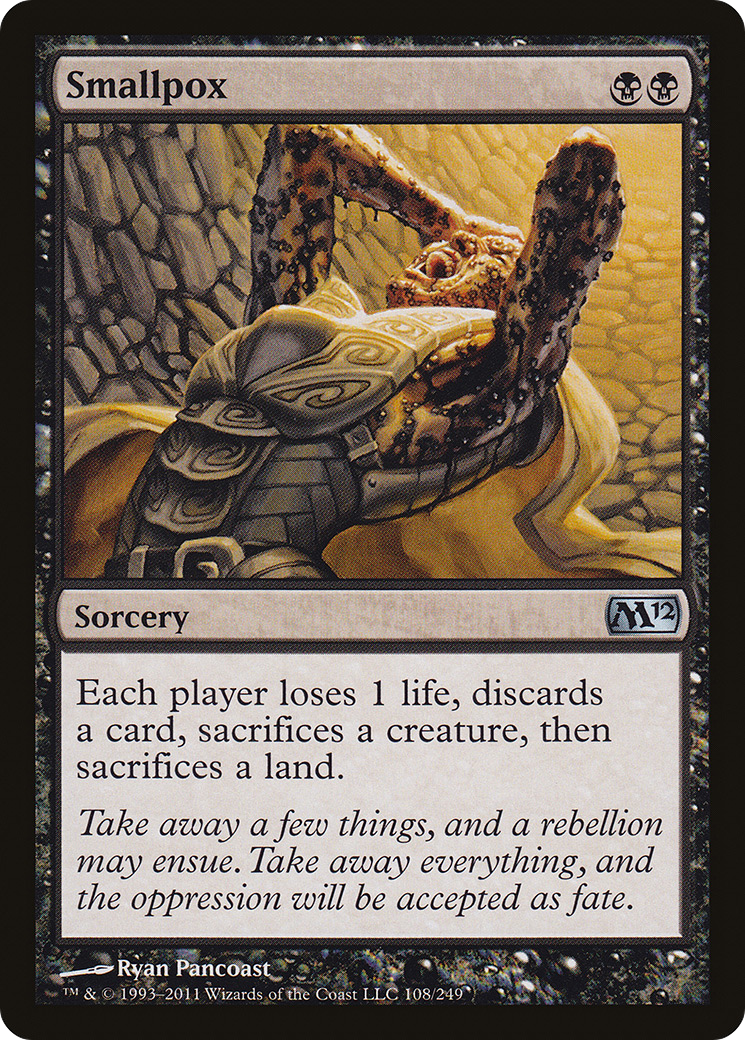 Smallpox
Sorcery
M12
Each player loses 1 life, discards
a card, sacrifices a creature, then
sacrifices a land.
Take away a few things, and a rebellion
may ensue. Take away everything, and
the oppression will be accepted as fate.
Ryan Pancoast
™ & © 1993–2011 Wizards of the Coast LLC 108/249